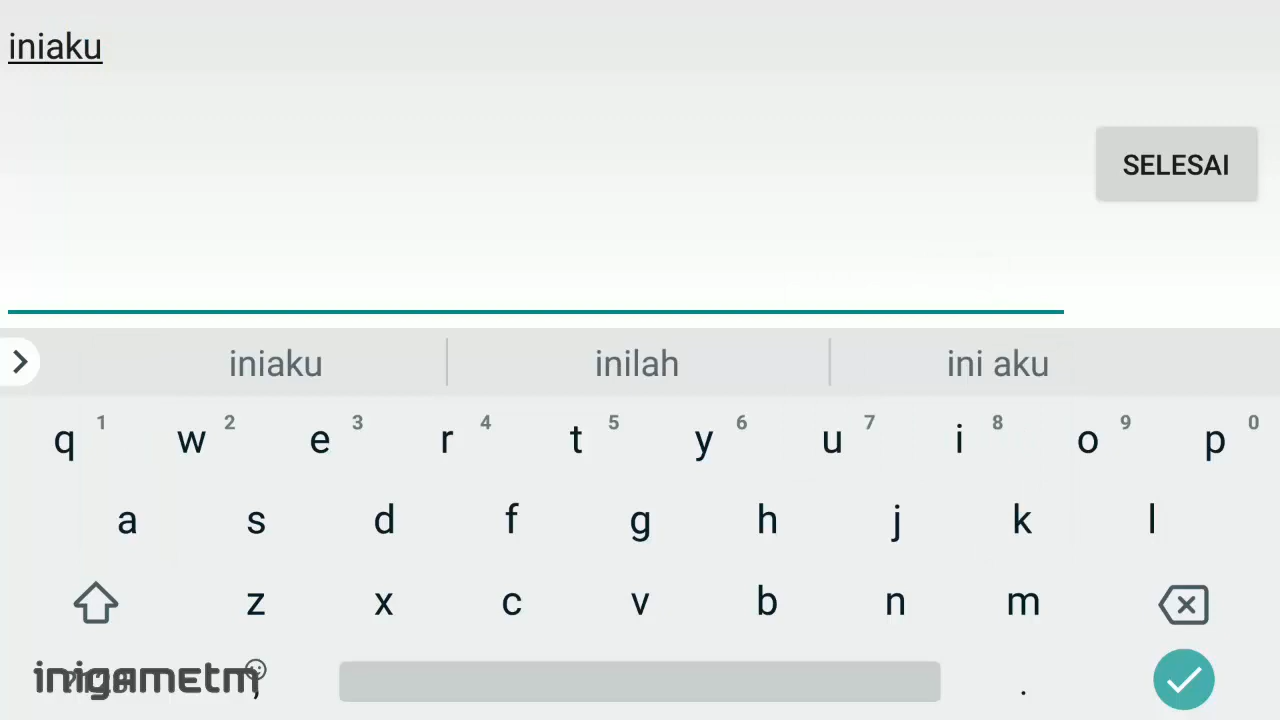 iniaku
SELESAI
iniaku inilah ini aku
q 1 w 2 e 3 r 4 t 5 y 6 u 7 i 8 o 9 p 0
a s d f g h j k l
z x c v b n m
inigametm , .